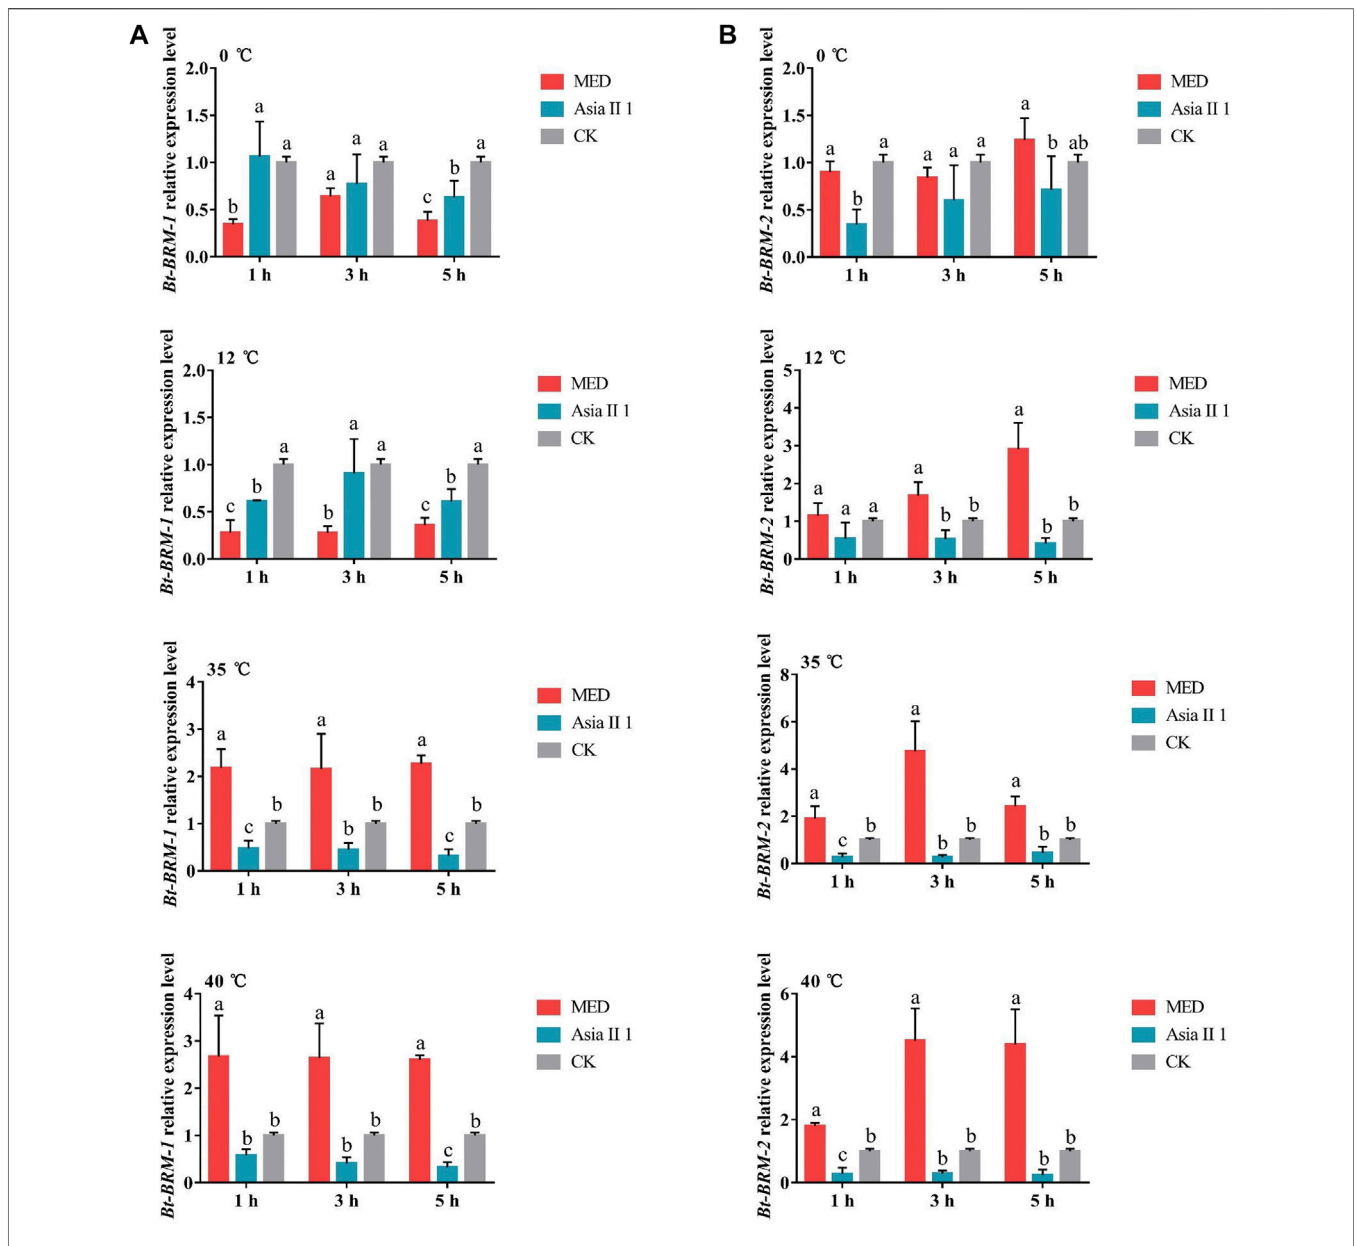 A
0 ℃
Bt-BRM-1 relative expression level
2.0
1.5
1.0
0.5
0.0
b a a
a a a
c b a
1 h 3 h 5 h
MED
Asia II 1
CK
B
0 ℃
Bt-BRM-2 relative expression level
2.0
1.5
1.0
0.5
0.0
a b a
a a a
a b ab
1 h 3 h 5 h
MED
Asia II 1
CK
12 ℃
Bt-BRM-1 relative expression level
2.0
1.5
1.0
0.5
0.0
c b a
b a a
c b a
1 h 3 h 5 h
MED
Asia II 1
CK
12 ℃
Bt-BRM-2 relative expression level
5
4
3
2
1
0
a a a
a b b
a b b
1 h 3 h 5 h
MED
Asia II 1
CK
35 ℃
Bt-BRM-1 relative expression level
4
3
2
1
0
a c b
a b b
a c b
1 h 3 h 5 h
MED
Asia II 1
CK
35 ℃
Bt-BRM-2 relative expression level
8
6
4
2
0
a c b
a b b
a b b
1 h 3 h 5 h
MED
Asia II 1
CK
40 ℃
Bt-BRM-1 relative expression level
4
3
2
1
0
a b b
a b b
a c b
1 h 3 h 5 h
MED
Asia II 1
CK
40 ℃
Bt-BRM-2 relative expression level
6
4
2
0
a c b
a b b
a b b
1 h 3 h 5 h
MED
Asia II 1
CK